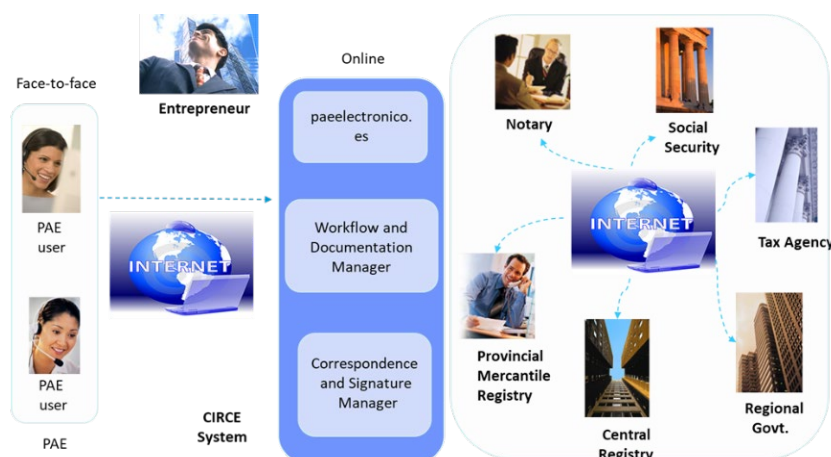 Face-to-face
PAE
user
PAE
user
PAE
Entrepreneur
INTERNET
CIRCE
System
Online
paeelectronico.
es
Workflow and
Documentation
Manager
Correspondence
and Signature
Manager
Notary
Social
Security
INTERNET
Tax Agency
Provincial
Mercantile
Registry
Central
Registry
Regional
Govt.